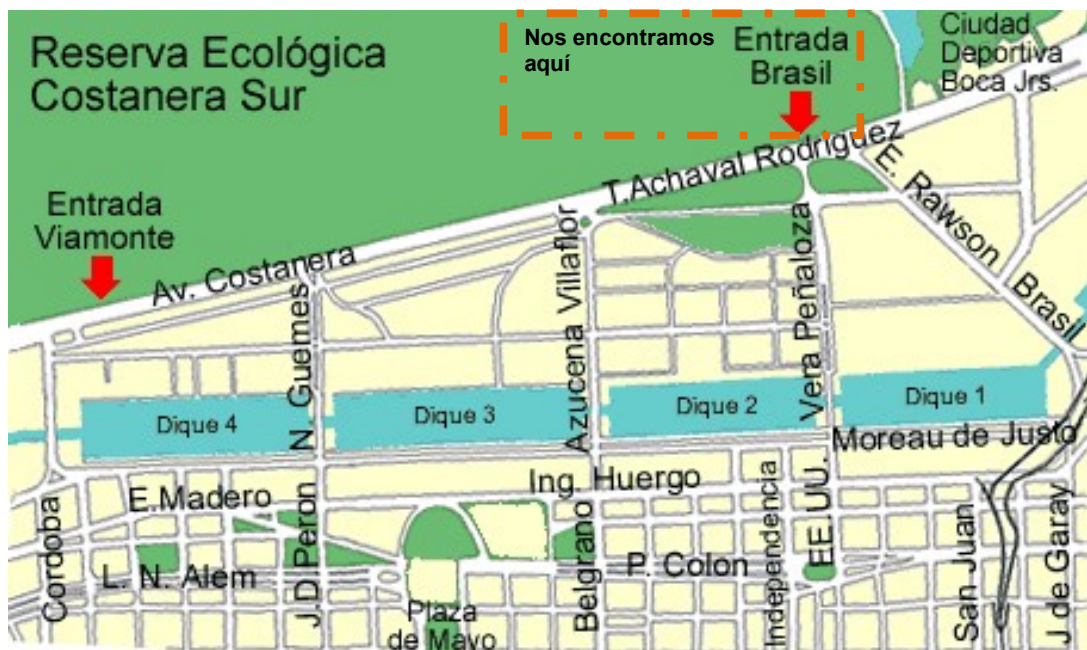 Reserva Ecológica
Costanera Sur
Nos encontramos
aquí
Entrada
Brasil
Ciudad
Deportiva
Boca Jrs.
Entrada
Viamonte
Av. Costanera
T.Achaval Rodriguez
E. Rawson
Brasil
N. Guemes
Azucena Villaflor
Vera Peñaloza
Dique 4
Dique 3
Dique 2
Dique 1
Moreau de Justo
Ing. Huergo
E.Madero
L. N. Alem
P. Colon
Cordoba
J.D Peron
Plaza
de Mayo
Belgrano
Independencia
EE.UU.
San Juan
J de Garay